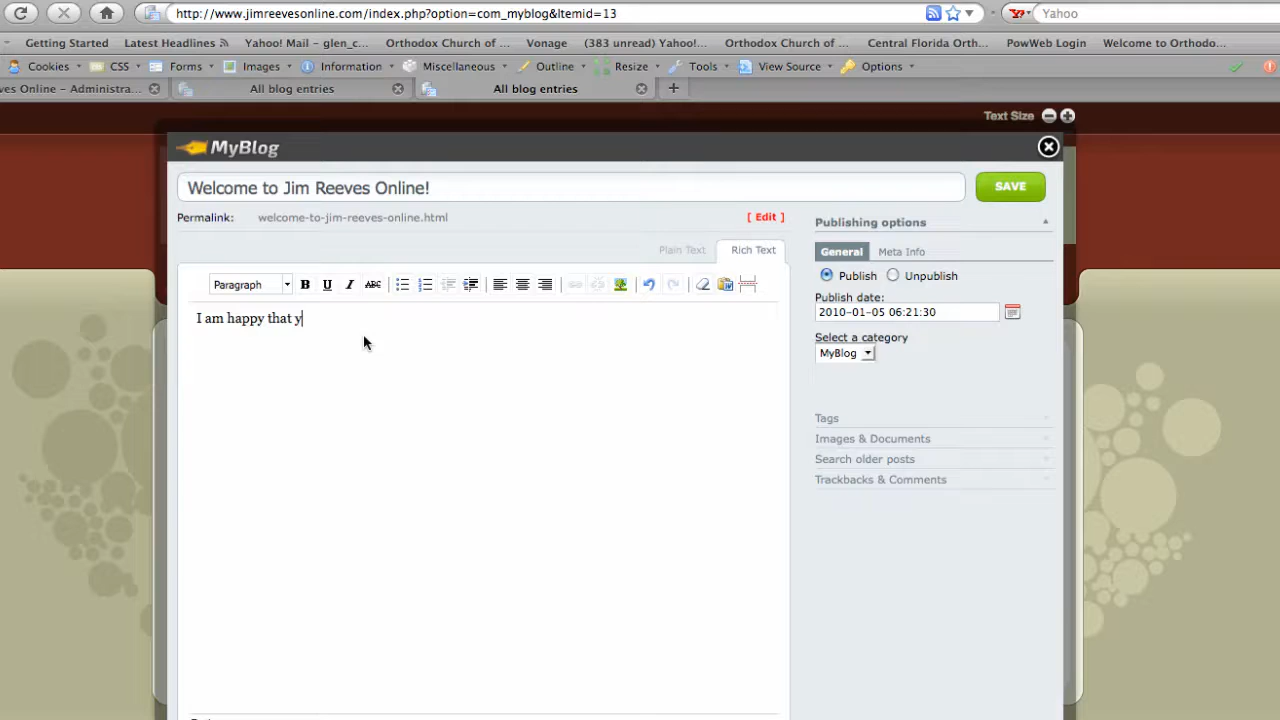 http://www.jimreevesonline.com/index.php?option=com_myblog&Itemid=13 Yahoo
Getting Started Latest Headlines Yahoo! Mail – glen_c... Orthodox Church of ... Vonage (383 unread) Yahoo!... Orthodox Church of ... Central Florida Orth... PowWeb Login Welcome to Orthodo...
Cookies CSS Forms Images Information Miscellaneous Outline Resize Tools View Source Options
ves Online – Administra... All blog entries All blog entries
Text Size
MyBlog
Welcome to Jim Reeves Online! SAVE
Permalink: welcome-to-jim-reeves-online.html [ Edit ] Publishing options
Plain Text Rich Text General Meta Info
Publish Unpublish
Paragraph B U I ABC
Publish date:
2010-01-05 06:21:30
I am happy that y
Select a category
MyBlog
Tags
Images & Documents
Search older posts
Trackbacks & Comments